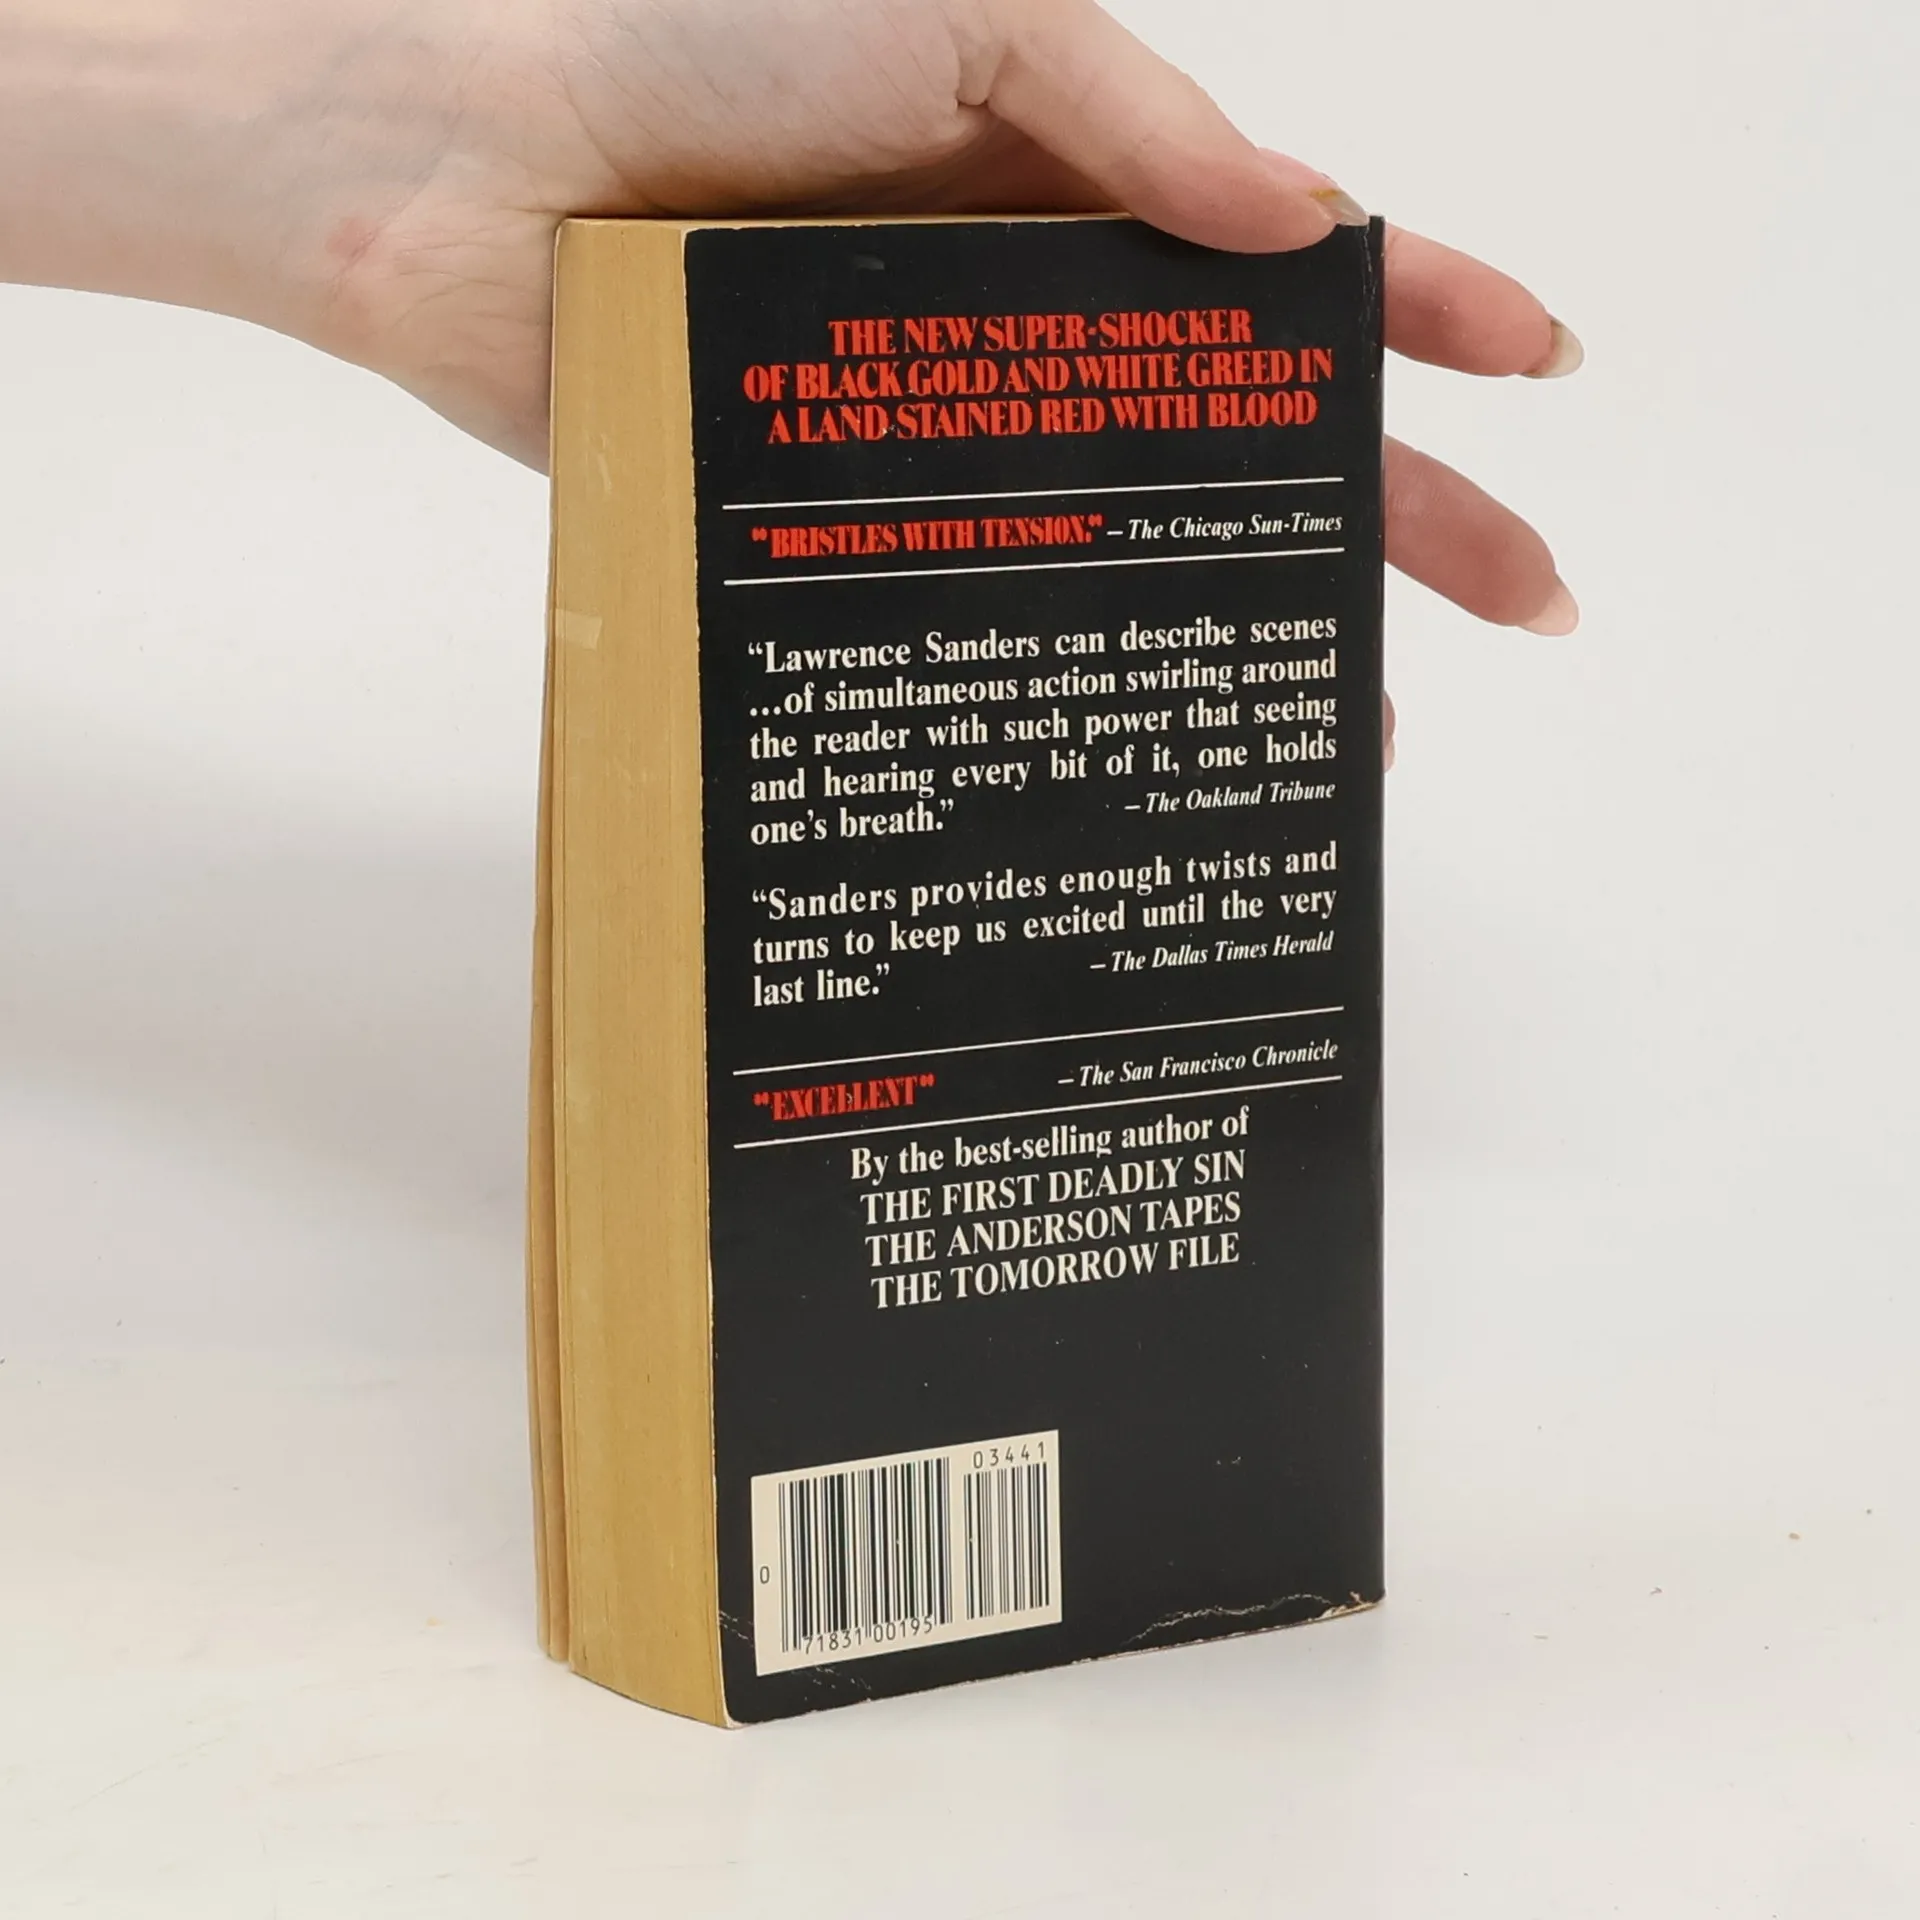 THE NEW SUPER-SHOCKER
OF BLACK GOLD AND WHITE GREED IN
A LAND STAINED RED WITH BLOOD
"BRISTLES WITH TENSION." – The Chicago Sun-Times
“Lawrence Sanders can describe scenes
...of simultaneous action swirling around
the reader with such power that seeing
and hearing every bit of it, one holds
one’s breath.” – The Oakland Tribune
“Sanders provides enough twists and
turns to keep us excited until the very
last line.” – The Dallas Times Herald
"EXCELLENT" – The San Francisco Chronicle
By the best-selling author of
THE FIRST DEADLY SIN
THE ANDERSON TAPES
THE TOMORROW FILE
03441
0 71831 00195